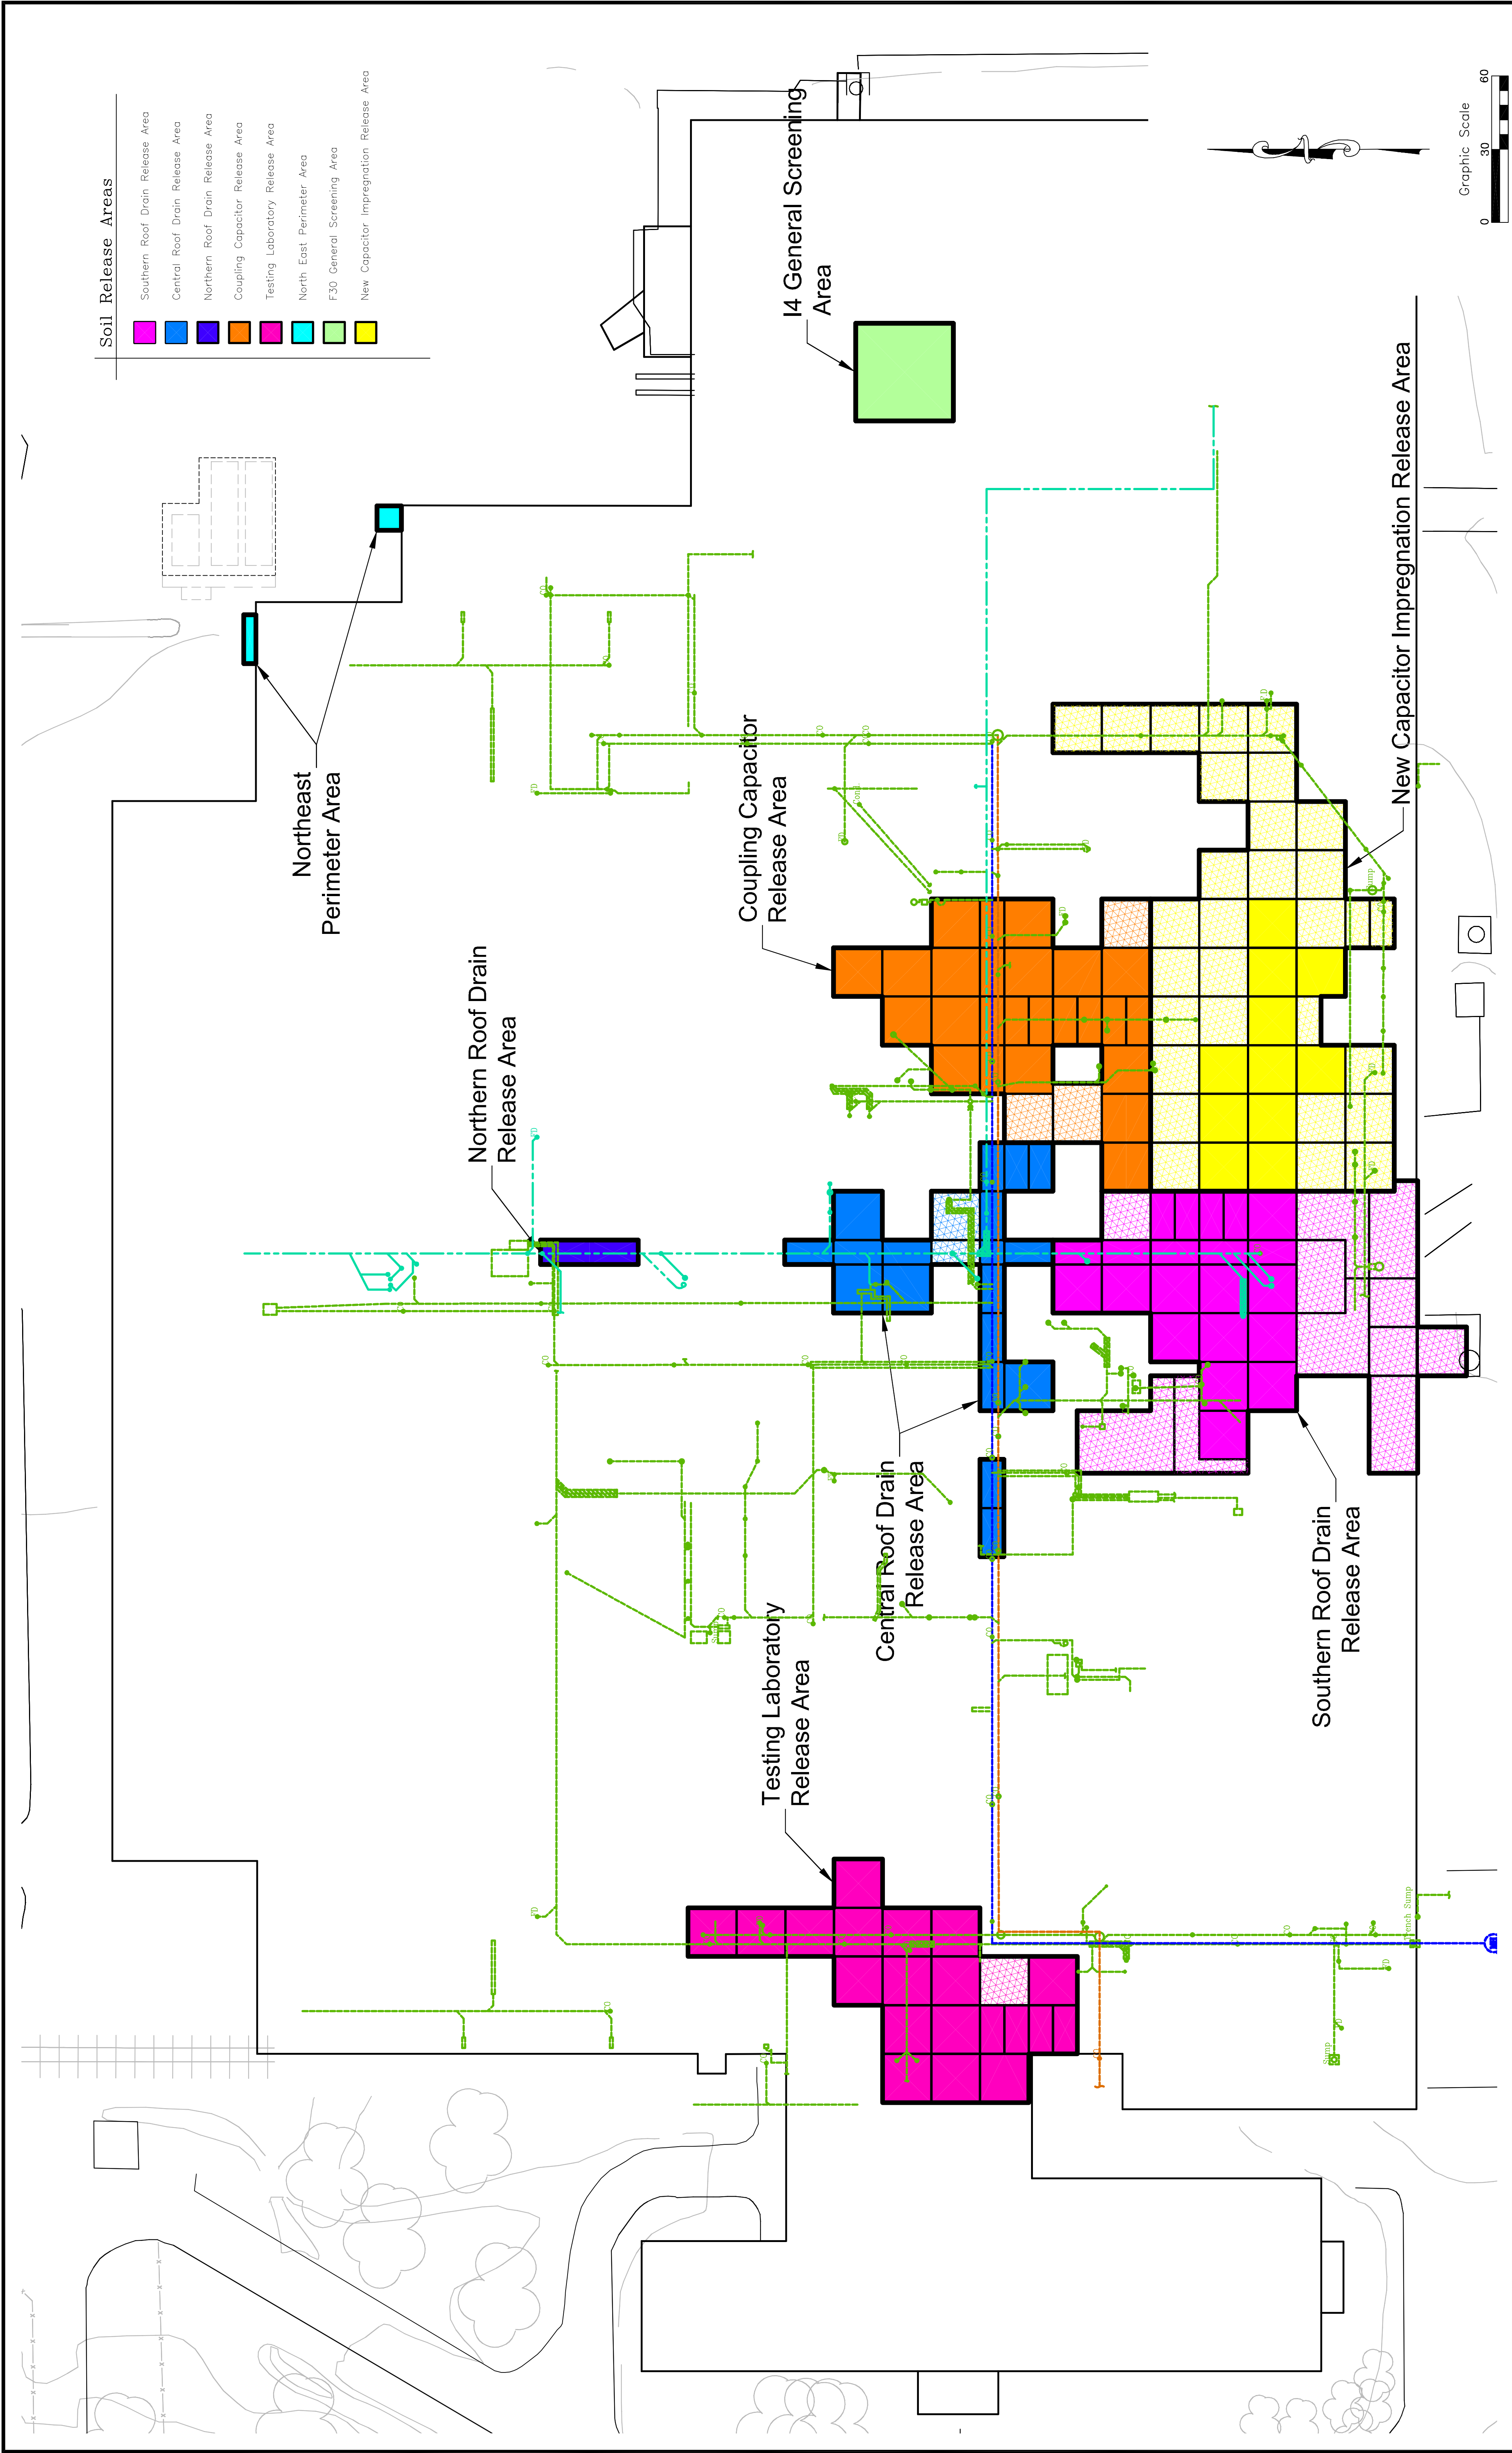 Soil Release Areas
Southern Roof Drain Release Area
Central Roof Drain Release Area
Northern Roof Drain Release Area
Coupling Capacitor Release Area
Testing Laboratory Release Area
North East Perimeter Area
F30 General Screening Area
New Capacitor Impregnation Release Area
Northeast
Perimeter Area
I4 General Screening
Area
Northern Roof Drain
Release Area
Coupling Capacitor
Release Area
Testing Laboratory
Release Area
Central Roof Drain
Release Area
Southern Roof Drain
Release Area
New Capacitor Impregnation Release Area
Graphic Scale
0 30 60
FD
CO
Sump
Sump